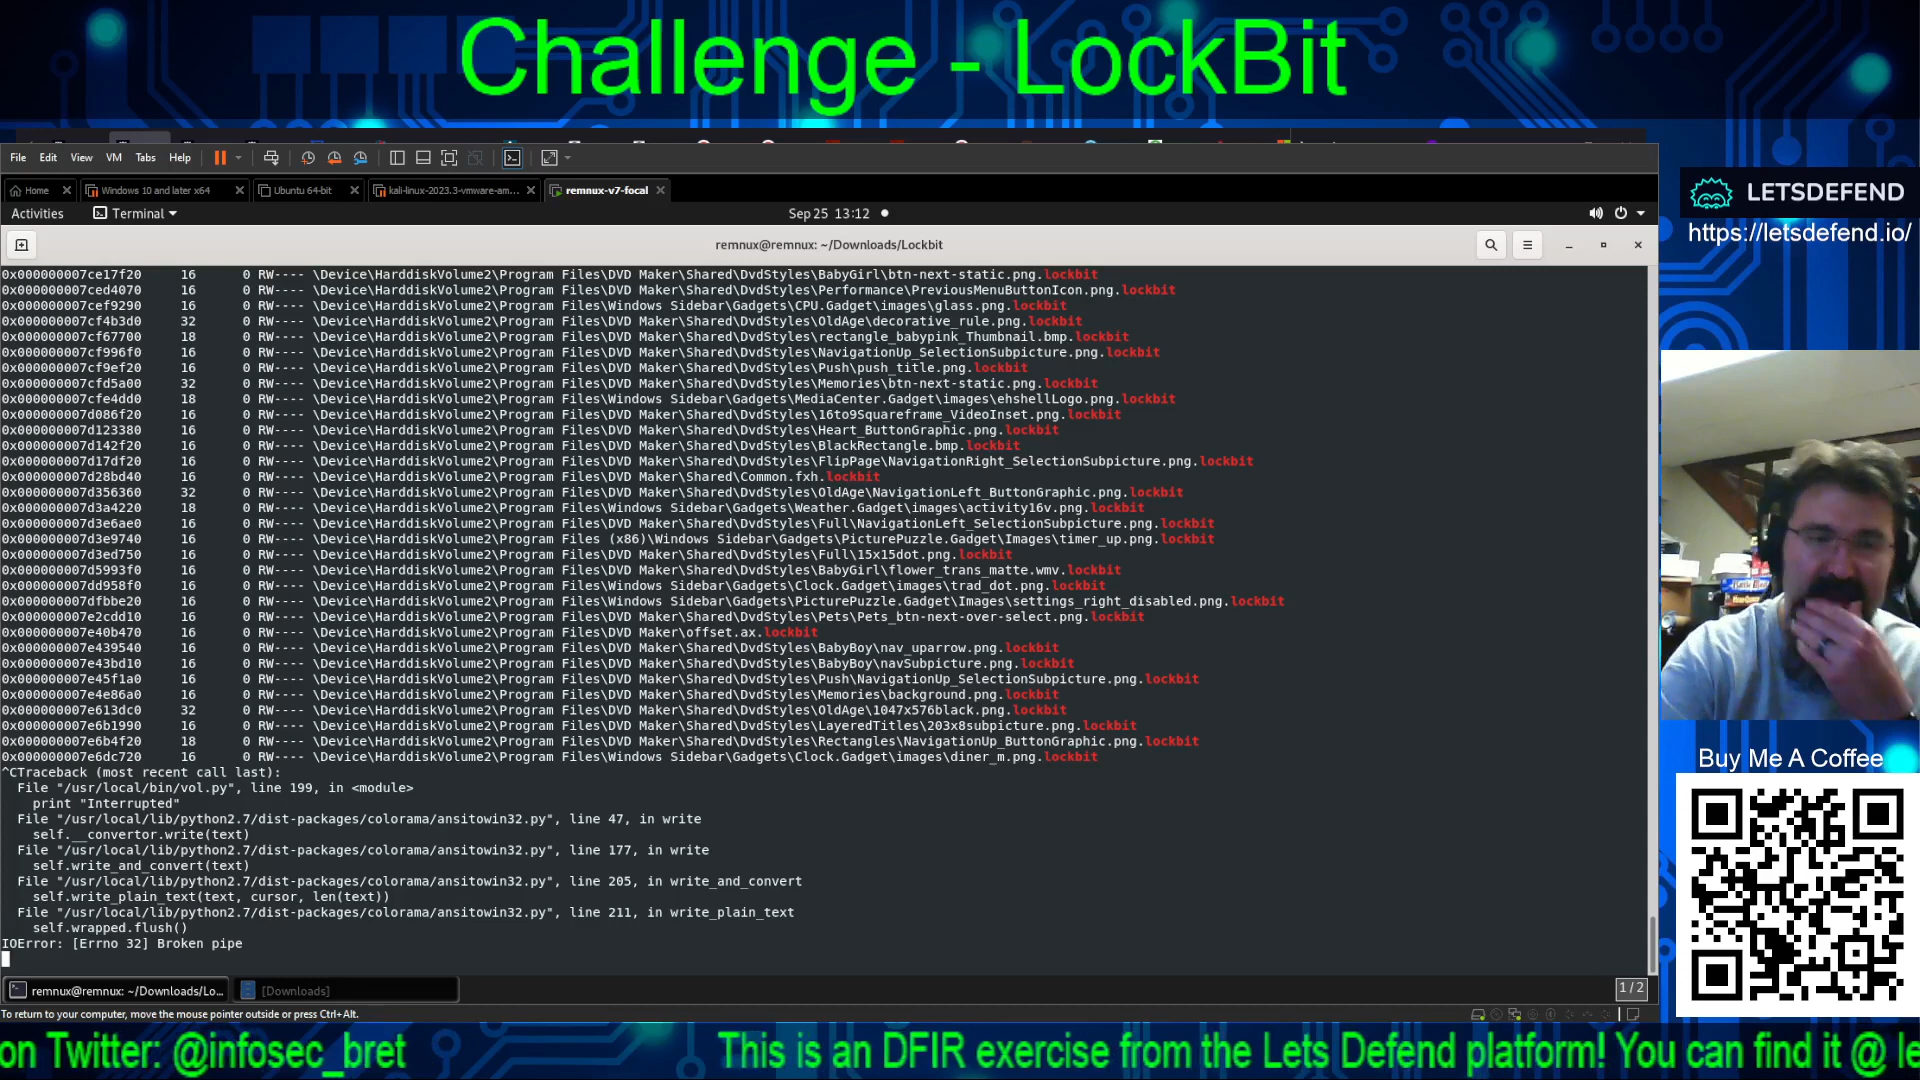 Challenge - LockBit
File Edit View VM Tabs Help
Home Windows 10 and later x64 Ubuntu 64-bit kali-linux-2023.3-vmware-am... remnux-v7-focal
Activities Terminal Sep 25 13:12
remnux@remnux: ~/Downloads/Lockbit
0x000000007ce17f20 16 0 RW---- \Device\HarddiskVolume2\Program Files\DVD Maker\Shared\DvdStyles\BabyGirl\btn-next-static.png.lockbit
0x000000007ced4070 16 0 RW---- \Device\HarddiskVolume2\Program Files\DVD Maker\Shared\DvdStyles\Performance\PreviousMenuButtonIcon.png.lockbit
0x000000007cef9290 16 0 RW---- \Device\HarddiskVolume2\Program Files\Windows Sidebar\Gadgets\CPU.Gadget\images\glass.png.lockbit
0x000000007cf4b3d0 32 0 RW---- \Device\HarddiskVolume2\Program Files\DVD Maker\Shared\DvdStyles\OldAge\decorative_rule.png.lockbit
0x000000007cf67700 18 0 RW---- \Device\HarddiskVolume2\Program Files\DVD Maker\Shared\DvdStyles\rectangle_babypink_Thumbnail.bmp.lockbit
0x000000007cf996f0 16 0 RW---- \Device\HarddiskVolume2\Program Files\DVD Maker\Shared\DvdStyles\NavigationUp_SelectionSubpicture.png.lockbit
0x000000007cf9ef20 16 0 RW---- \Device\HarddiskVolume2\Program Files\DVD Maker\Shared\DvdStyles\Push\push_title.png.lockbit
0x000000007cfd5a00 32 0 RW---- \Device\HarddiskVolume2\Program Files\DVD Maker\Shared\DvdStyles\Memories\btn-next-static.png.lockbit
0x000000007cfe4dd0 18 0 RW---- \Device\HarddiskVolume2\Program Files\Windows Sidebar\Gadgets\MediaCenter.Gadget\images\ehshellLogo.png.lockbit
0x000000007d086f20 16 0 RW---- \Device\HarddiskVolume2\Program Files\DVD Maker\Shared\DvdStyles\16to9Squareframe_VideoInset.png.lockbit
0x000000007d123380 16 0 RW---- \Device\HarddiskVolume2\Program Files\DVD Maker\Shared\DvdStyles\Heart_ButtonGraphic.png.lockbit
0x000000007d142f20 16 0 RW---- \Device\HarddiskVolume2\Program Files\DVD Maker\Shared\DvdStyles\BlackRectangle.bmp.lockbit
0x000000007d17df20 16 0 RW---- \Device\HarddiskVolume2\Program Files\DVD Maker\Shared\DvdStyles\FlipPage\NavigationRight_SelectionSubpicture.png.lockbit
0x000000007d28bd40 16 0 RW---- \Device\HarddiskVolume2\Program Files\DVD Maker\Shared\Common.fxh.lockbit
0x000000007d356360 32 0 RW---- \Device\HarddiskVolume2\Program Files\DVD Maker\Shared\DvdStyles\OldAge\NavigationLeft_ButtonGraphic.png.lockbit
0x000000007d3a4220 18 0 RW---- \Device\HarddiskVolume2\Program Files\Windows Sidebar\Gadgets\Weather.Gadget\images\activity16v.png.lockbit
0x000000007d3e6ae0 16 0 RW---- \Device\HarddiskVolume2\Program Files\DVD Maker\Shared\DvdStyles\Full\NavigationLeft_SelectionSubpicture.png.lockbit
0x000000007d3e9740 16 0 RW---- \Device\HarddiskVolume2\Program Files (x86)\Windows Sidebar\Gadgets\PicturePuzzle.Gadget\Images\timer_up.png.lockbit
0x000000007d3ed750 16 0 RW---- \Device\HarddiskVolume2\Program Files\DVD Maker\Shared\DvdStyles\Full\15x15dot.png.lockbit
0x000000007d5993f0 16 0 RW---- \Device\HarddiskVolume2\Program Files\DVD Maker\Shared\DvdStyles\BabyGirl\flower_trans_matte.wmv.lockbit
0x000000007dd958f0 16 0 RW---- \Device\HarddiskVolume2\Program Files\Windows Sidebar\Gadgets\Clock.Gadget\images\trad_dot.png.lockbit
0x000000007dfbbe20 16 0 RW---- \Device\HarddiskVolume2\Program Files\Windows Sidebar\Gadgets\PicturePuzzle.Gadget\Images\settings_right_disabled.png.lockbit
0x000000007e2cdd10 16 0 RW---- \Device\HarddiskVolume2\Program Files\DVD Maker\Shared\DvdStyles\Pets\Pets_btn-next-over-select.png.lockbit
0x000000007e40b470 16 0 RW---- \Device\HarddiskVolume2\Program Files\DVD Maker\offset.ax.lockbit
0x000000007e439540 16 0 RW---- \Device\HarddiskVolume2\Program Files\DVD Maker\Shared\DvdStyles\BabyBoy\nav_uparrow.png.lockbit
0x000000007e43bd10 16 0 RW---- \Device\HarddiskVolume2\Program Files\DVD Maker\Shared\DvdStyles\BabyBoy\navSubpicture.png.lockbit
0x000000007e45f1a0 16 0 RW---- \Device\HarddiskVolume2\Program Files\DVD Maker\Shared\DvdStyles\Push\NavigationUp_SelectionSubpicture.png.lockbit
0x000000007e4e86a0 16 0 RW---- \Device\HarddiskVolume2\Program Files\DVD Maker\Shared\DvdStyles\Memories\background.png.lockbit
0x000000007e613dc0 32 0 RW---- \Device\HarddiskVolume2\Program Files\DVD Maker\Shared\DvdStyles\OldAge\1047x576black.png.lockbit
0x000000007e6b1990 16 0 RW---- \Device\HarddiskVolume2\Program Files\DVD Maker\Shared\DvdStyles\LayeredTitles\203x8subpicture.png.lockbit
0x000000007e6b4f20 18 0 RW---- \Device\HarddiskVolume2\Program Files\DVD Maker\Shared\DvdStyles\Rectangles\NavigationUp_ButtonGraphic.png.lockbit
0x000000007e6dc720 16 0 RW---- \Device\HarddiskVolume2\Program Files\Windows Sidebar\Gadgets\Clock.Gadget\images\diner_m.png.lockbit
^CTraceback (most recent call last):
File "/usr/local/bin/vol.py", line 199, in <module>
print "Interrupted"
File "/usr/local/lib/python2.7/dist-packages/colorama/ansitowin32.py", line 47, in write
self.__convertor.write(text)
File "/usr/local/lib/python2.7/dist-packages/colorama/ansitowin32.py", line 177, in write
self.write_and_convert(text)
File "/usr/local/lib/python2.7/dist-packages/colorama/ansitowin32.py", line 205, in write_and_convert
self.write_plain_text(text, cursor, len(text))
File "/usr/local/lib/python2.7/dist-packages/colorama/ansitowin32.py", line 211, in write_plain_text
self.wrapped.flush()
IOError: [Errno 32] Broken pipe
remnux@remnux: ~/Downloads/Lo... [Downloads] 1 / 2
To return to your computer, move the mouse pointer outside or press Ctrl+Alt.
LETSDEFEND
https://letsdefend.io/
Buy Me A Coffee
on Twitter: @infosec_bret This is an DFIR exercise from the Lets Defend platform! You can find it @ le